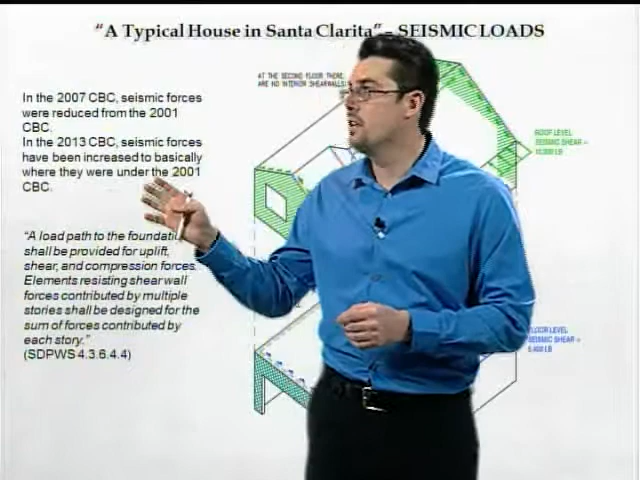 "A Typical House in Santa Clarita" – SEISMIC LOADS
AT THE SECOND FLOOR THERE
ARE NO INTERIOR SHEARWALLS
In the 2007 CBC, seismic forces
were reduced from the 2001
CBC.
In the 2013 CBC, seismic forces
have been increased to basically
where they were under the 2001
CBC.
ROOF LEVEL
SEISMIC SHEAR =
LB
"A load path to the foundati
shall be provided for uplift,
shear, and compression forces.
Elements resisting shear wall
forces contributed by multiple
stories shall be designed for the
sum of forces contributed by
each story."
(SDPWS 4.3.6.4.4)
FLOOR LEVEL
SEISMIC SHEAR =
LB